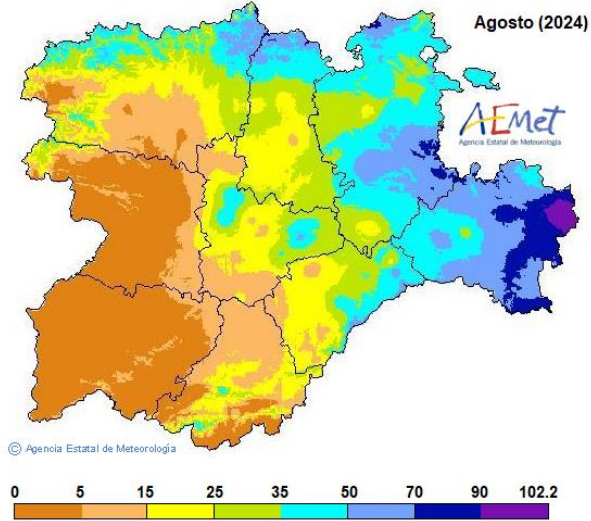 Agosto (2024)
AEMet
Agencia Estatal de Meteorología
© Agencia Estatal de Meteorología
0 5 15 25 35 50 70 90 102.2